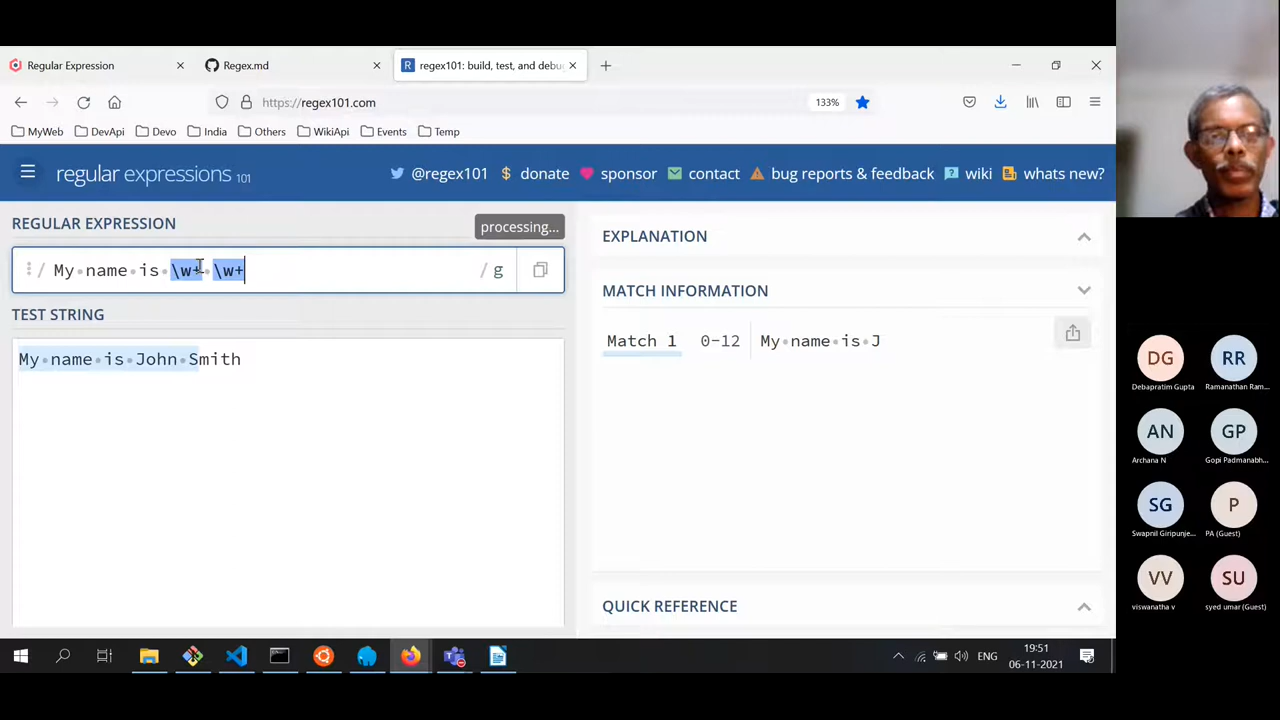 Regular Expression
Regex.md
regex101: build, test, and debu
https://regex101.com
133%
MyWeb
DevApi
Devo
India
Others
WikiApi
Events
Temp
regular expressions 101
@regex101
$ donate
sponsor
contact
bug reports & feedback
wiki
whats new?
REGULAR EXPRESSION
processing...
/ My·name·is·\w+·\w+ / g
TEST STRING
My·name·is·John·Smith
EXPLANATION
MATCH INFORMATION
Match 1 0-12 My·name·is·J
QUICK REFERENCE
DG
RR
Debapratim Gupta
Ramanathan Ram...
AN
GP
Archana N
Gopi Padmanabh...
SG
P
Swapnil Giripunje...
PA (Guest)
VV
SU
viswanatha v
syed umar (Guest)
ENG
19:51
06-11-2021